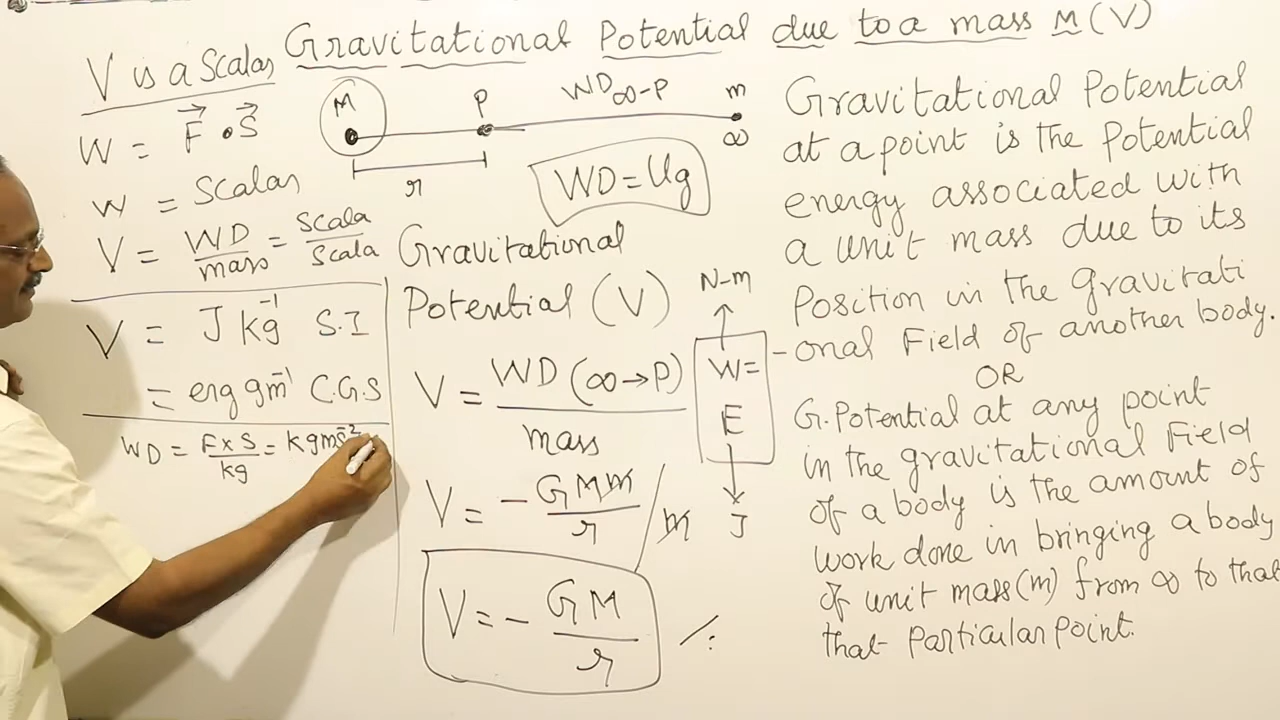 Gravitational Potential due to a mass M (V)
V is a Scalar
W = F⃗ • S⃗
W = Scalar
V = WD/mass = Scala/Scala
V = J kg⁻¹ S.I
= erg gm⁻¹ C.G.S
WD = F x S/kg = kgms⁻²
M P WD∞-P m
∞
r
WD = Ug
Gravitational
Potential (V)
V = WD (∞→P)/mass
V = - GMm/r / m
V = - GM/r
N-m
W=
E
J
Gravitational Potential
at a point is the Potential
energy associated with
a unit mass due to its
Position in the gravitati
-onal Field of another body.
OR
G. Potential at any point
in the gravitational Field
of a body is the amount of
work done in bringing a body
of unit mass(m) from ∞ to that
that Particular point.